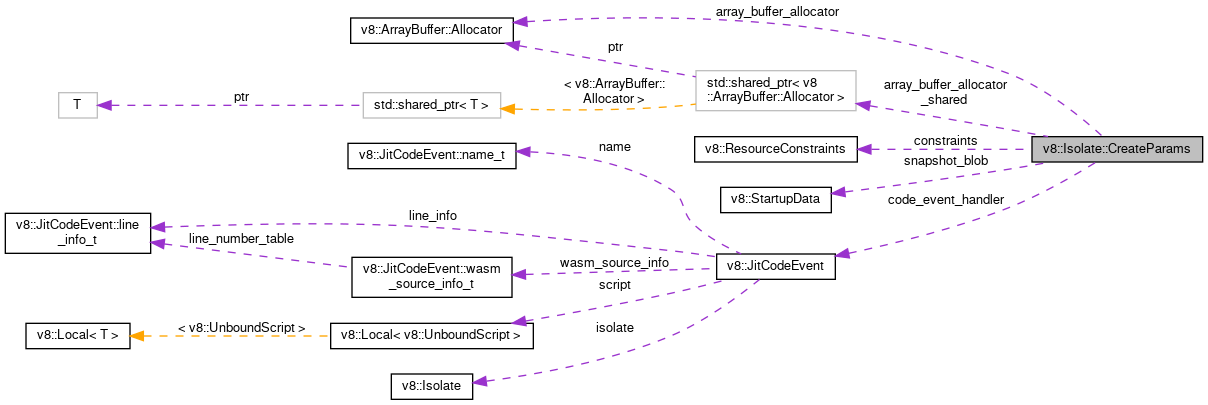 array_buffer_allocator
v8::ArrayBuffer::Allocator
ptr
< v8::ArrayBuffer::
Allocator >
std::shared_ptr< v8
::ArrayBuffer::Allocator >
array_buffer_allocator
_shared
T
ptr
std::shared_ptr< T >
v8::JitCodeEvent::name_t
name
v8::ResourceConstraints
constraints
v8::Isolate::CreateParams
snapshot_blob
v8::StartupData
code_event_handler
v8::JitCodeEvent::line
_info_t
line_info
line_number_table
v8::JitCodeEvent::wasm
_source_info_t
wasm_source_info
v8::JitCodeEvent
script
v8::Local< T >
< v8::UnboundScript >
v8::Local< v8::UnboundScript >
isolate
v8::Isolate